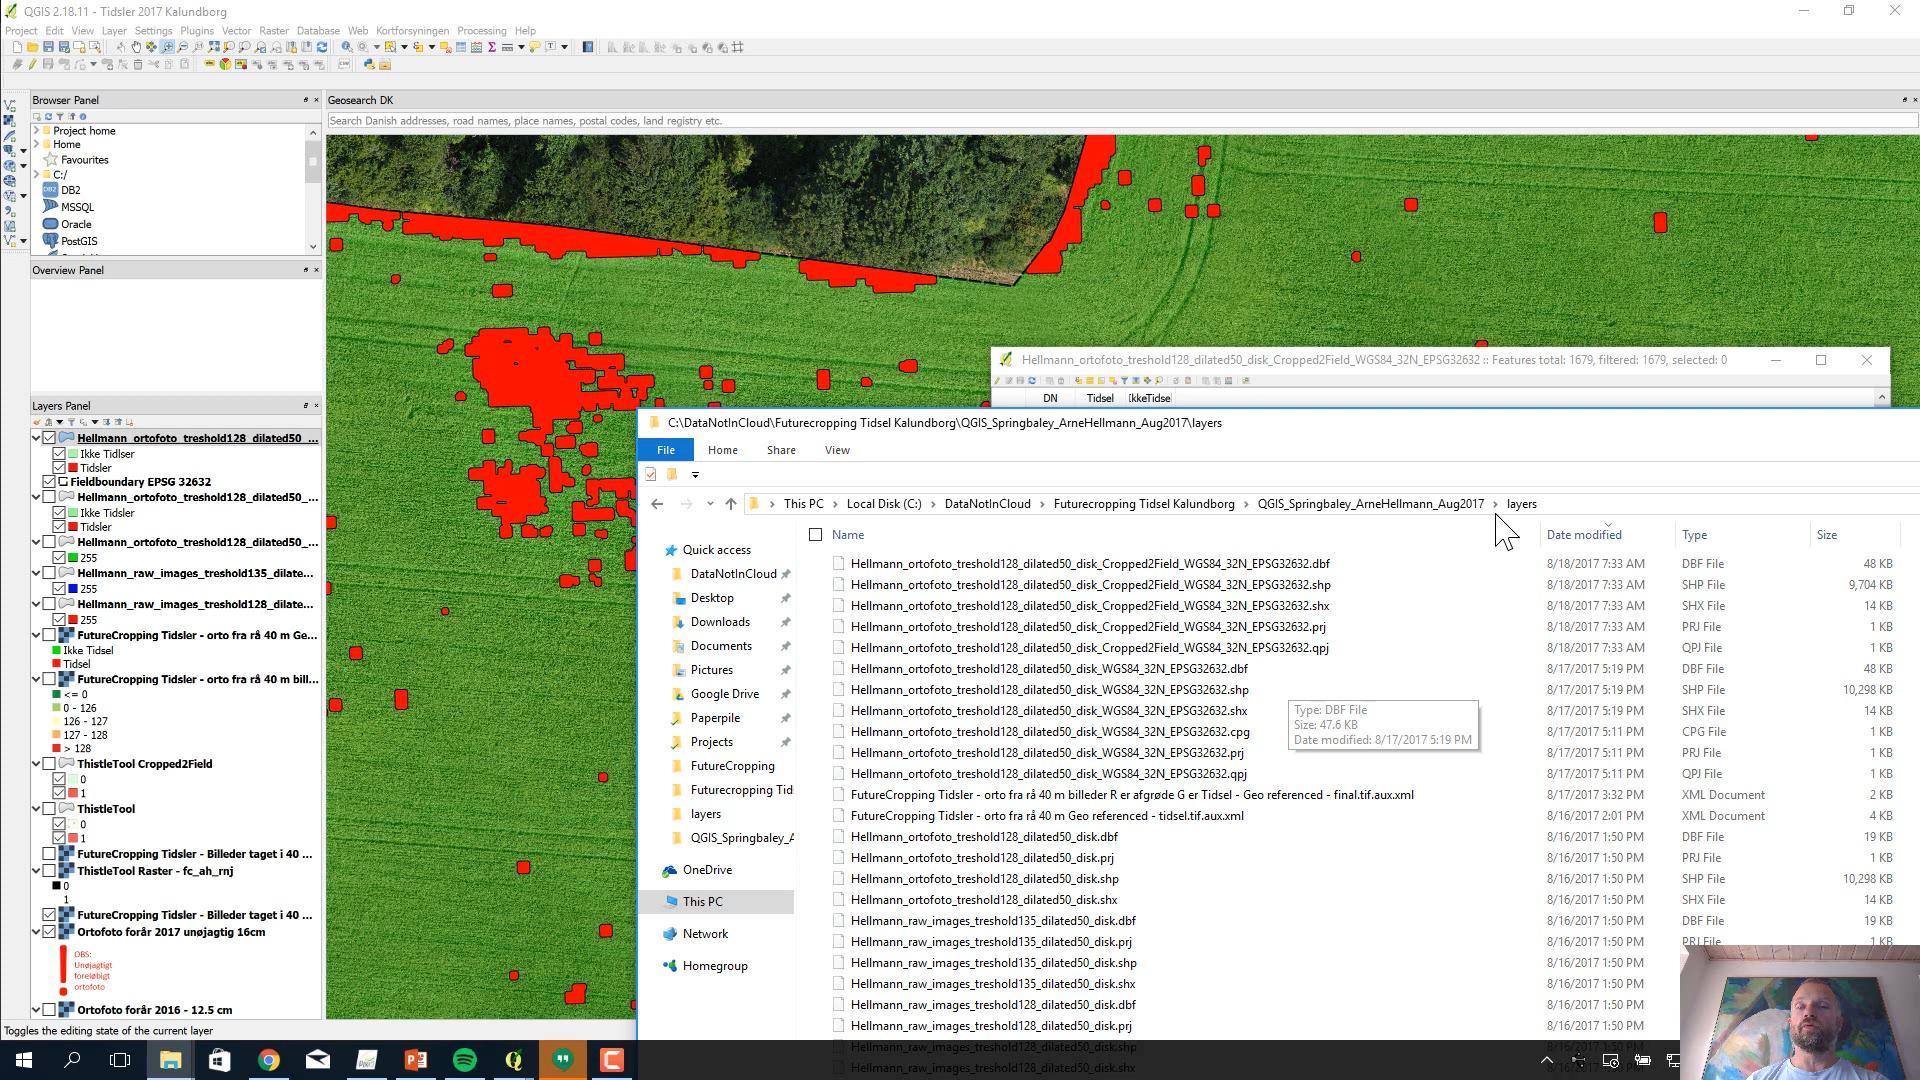 QGIS 2.18.11 - Tidsler 2017 Kalundborg
Project Edit View Layer Settings Plugins Vector Raster Database Web Kortforsyningen Processing Help
Browser Panel
Project home
Home
Favourites
C:/
DB2
MSSQL
Oracle
PostGIS
Overview Panel
Layers Panel
Hellmann_ortofoto_treshold128_dilated50_...
Ikke Tidlser
Tidsler
Fieldboundary EPSG 32632
Hellmann_ortofoto_treshold128_dilated50_...
Ikke Tidsler
Tidsler
Hellmann_ortofoto_treshold128_dilated50_...
255
Hellmann_raw_images_treshold135_dilate...
255
Hellmann_raw_images_treshold128_dilate...
255
FutureCropping Tidsler - orto fra rå 40 m Ge...
Ikke Tidsel
Tidsel
FutureCropping Tidsler - orto fra rå 40 m bill...
<= 0
0 - 126
126 - 127
127 - 128
> 128
ThistleTool Cropped2Field
0
1
ThistleTool
0
1
FutureCropping Tidsler - Billeder taget i 40 ...
ThistleTool Raster - fc_ah_rnj
0
1
FutureCropping Tidsler - Billeder taget i 40 ...
Ortofoto forår 2017 unøjagtig 16cm
OBS:
Unøjagtigt
foreløbigt
ortofoto
Ortofoto forår 2016 - 12.5 cm
Toggles the editing state of the current layer
Geosearch DK
Search Danish addresses, road names, place names, postal codes, land registry etc.
Hellmann_ortofoto_treshold128_dilated50_disk_Cropped2Field_WGS84_32N_EPSG32632 :: Features total: 1679, filtered: 1679, selected: 0
DN Tidsel IkkeTidse
C:\DataNotInCloud\Futurecropping Tidsel Kalundborg\QGIS_Springbaley_ArneHellmann_Aug2017\layers
File Home Share View
This PC Local Disk (C:) DataNotInCloud Futurecropping Tidsel Kalundborg QGIS_Springbaley_ArneHellmann_Aug2017 layers
Quick access
DataNotInCloud
Desktop
Downloads
Documents
Pictures
Google Drive
Paperpile
Projects
FutureCropping
Futurecropping Tid
layers
QGIS_Springbaley_A
OneDrive
This PC
Network
Homegroup
Name Date modified Type Size
Hellmann_ortofoto_treshold128_dilated50_disk_Cropped2Field_WGS84_32N_EPSG32632.dbf 8/18/2017 7:33 AM DBF File 48 KB
Hellmann_ortofoto_treshold128_dilated50_disk_Cropped2Field_WGS84_32N_EPSG32632.shp 8/18/2017 7:33 AM SHP File 9,704 KB
Hellmann_ortofoto_treshold128_dilated50_disk_Cropped2Field_WGS84_32N_EPSG32632.shx 8/18/2017 7:33 AM SHX File 14 KB
Hellmann_ortofoto_treshold128_dilated50_disk_Cropped2Field_WGS84_32N_EPSG32632.prj 8/18/2017 7:33 AM PRJ File 1 KB
Hellmann_ortofoto_treshold128_dilated50_disk_Cropped2Field_WGS84_32N_EPSG32632.qpj 8/18/2017 7:33 AM QPJ File 1 KB
Hellmann_ortofoto_treshold128_dilated50_disk_WGS84_32N_EPSG32632.dbf 8/17/2017 5:19 PM DBF File 48 KB
Hellmann_ortofoto_treshold128_dilated50_disk_WGS84_32N_EPSG32632.shp 8/17/2017 5:19 PM SHP File 10,298 KB
Hellmann_ortofoto_treshold128_dilated50_disk_WGS84_32N_EPSG32632.shx 8/17/2017 5:19 PM SHX File 14 KB
Hellmann_ortofoto_treshold128_dilated50_disk_WGS84_32N_EPSG32632.cpg 8/17/2017 5:11 PM CPG File 1 KB
Hellmann_ortofoto_treshold128_dilated50_disk_WGS84_32N_EPSG32632.prj 8/17/2017 5:11 PM PRJ File 1 KB
Hellmann_ortofoto_treshold128_dilated50_disk_WGS84_32N_EPSG32632.qpj 8/17/2017 5:11 PM QPJ File 1 KB
FutureCropping Tidsler - orto fra rå 40 m billeder R er afgrøde G er Tidsel - Geo referenced - final.tif.aux.xml 8/17/2017 3:32 PM XML Document 2 KB
FutureCropping Tidsler - orto fra rå 40 m Geo referenced - tidsel.tif.aux.xml 8/16/2017 2:01 PM XML Document 4 KB
Hellmann_ortofoto_treshold128_dilated50_disk.dbf 8/16/2017 1:50 PM DBF File 19 KB
Hellmann_ortofoto_treshold128_dilated50_disk.prj 8/16/2017 1:50 PM PRJ File 1 KB
Hellmann_ortofoto_treshold128_dilated50_disk.shp 8/16/2017 1:50 PM SHP File 10,298 KB
Hellmann_ortofoto_treshold128_dilated50_disk.shx 8/16/2017 1:50 PM SHX File 14 KB
Hellmann_raw_images_treshold135_dilated50_disk.dbf 8/16/2017 1:50 PM DBF File 19 KB
Hellmann_raw_images_treshold135_dilated50_disk.prj 8/16/2017 1:50 PM PRJ File 1 KB
Hellmann_raw_images_treshold135_dilated50_disk.shp 8/16/2017 1:50 PM
Hellmann_raw_images_treshold135_dilated50_disk.shx 8/16/2017 1:50 PM
Hellmann_raw_images_treshold128_dilated50_disk.dbf 8/16/2017 1:50 PM
Hellmann_raw_images_treshold128_dilated50_disk.prj 8/16/2017 1:50 PM
Hellmann_raw_images_treshold128_dilated50_disk.shp
Hellmann_raw_images_treshold128_dilated50_disk.shx
Type: DBF File
Size: 47.6 KB
Date modified: 8/17/2017 5:19 PM